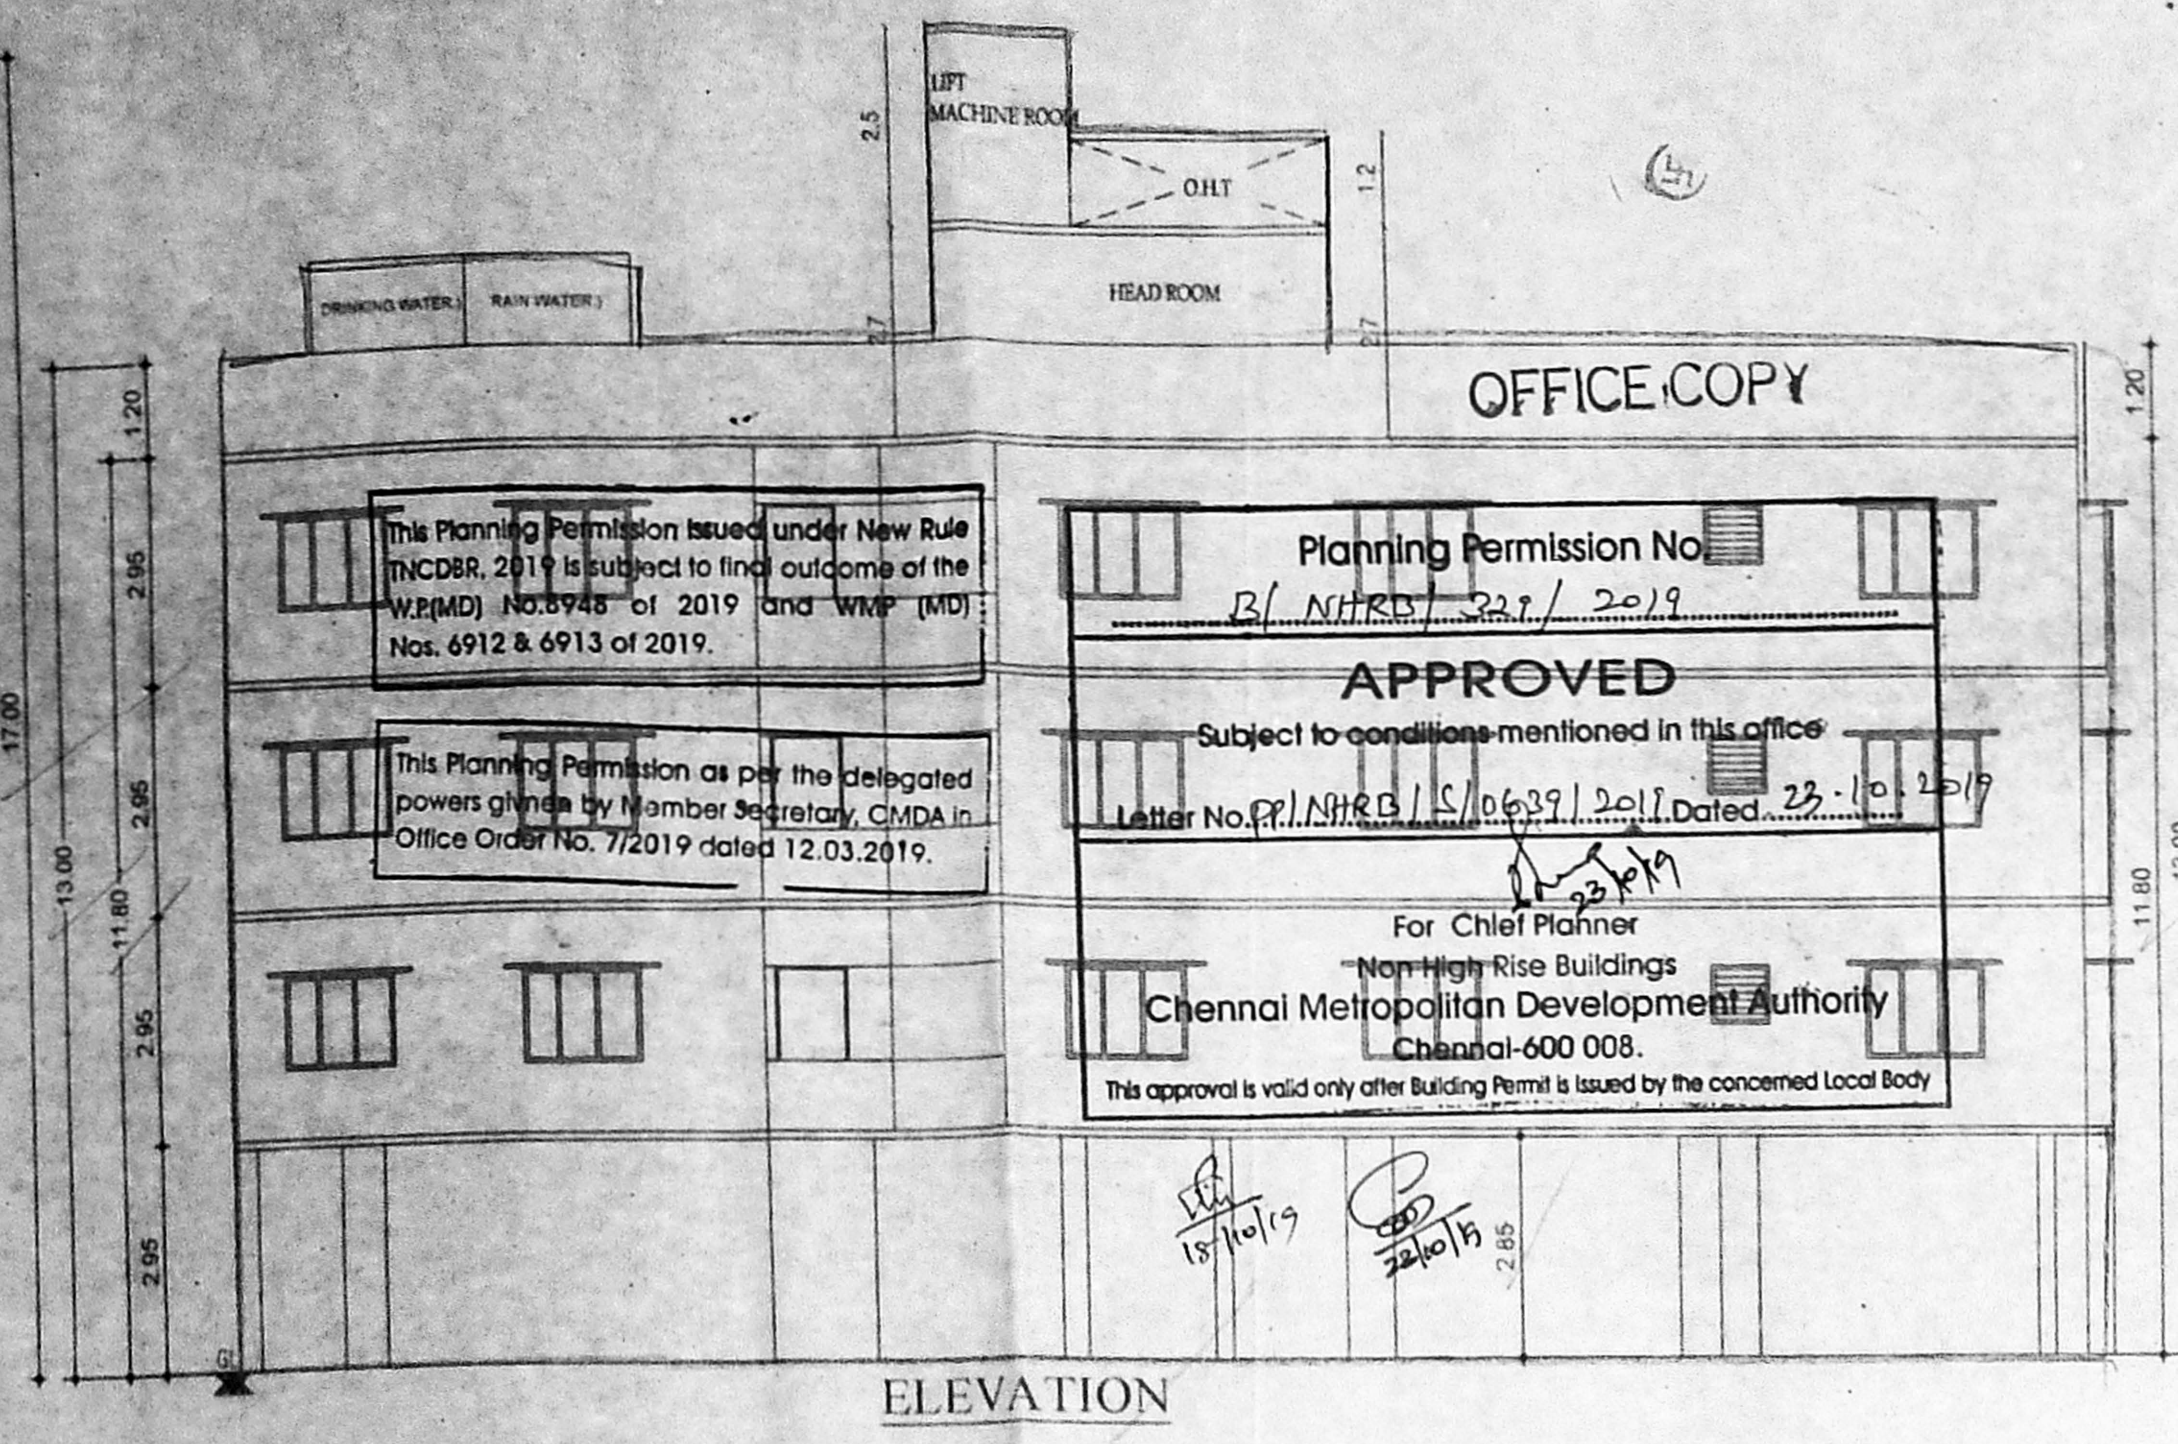 LIFT
MACHINE ROOM
2.5
O.H.T
1.2
DRINKING WATER.)
RAIN WATER.)
HEAD ROOM
2.7
2.7
OFFICE COPY
1.20
1.20
This Planning Permission Issued under New Rule
TNCDBR, 2019 is subject to final outcome of the
W.P.(MD) No.8948 of 2019 and WMP (MD)
Nos. 6912 & 6913 of 2019.
Planning Permission No.
B/ NHRB/ 329/ 2019
2.95
APPROVED
Subject to conditions mentioned in this office
Letter No. PP/NHRB/S/0639/2019 Dated 23.10.2019
This Planning Permission as per the delegated
powers givnen by Member Secretary, CMDA in
Office Order No. 7/2019 dated 12.03.2019.
17.00
2.95
23/10/19
For Chief Planner
Non High Rise Buildings
Chennai Metropolitan Development Authority
Chennai-600 008.
This approval is valid only after Building Permit is Issued by the concerned Local Body
13.00
11.80
11.80
2.95
18/10/19
22/10/19
2.95
2.85
GL
ELEVATION